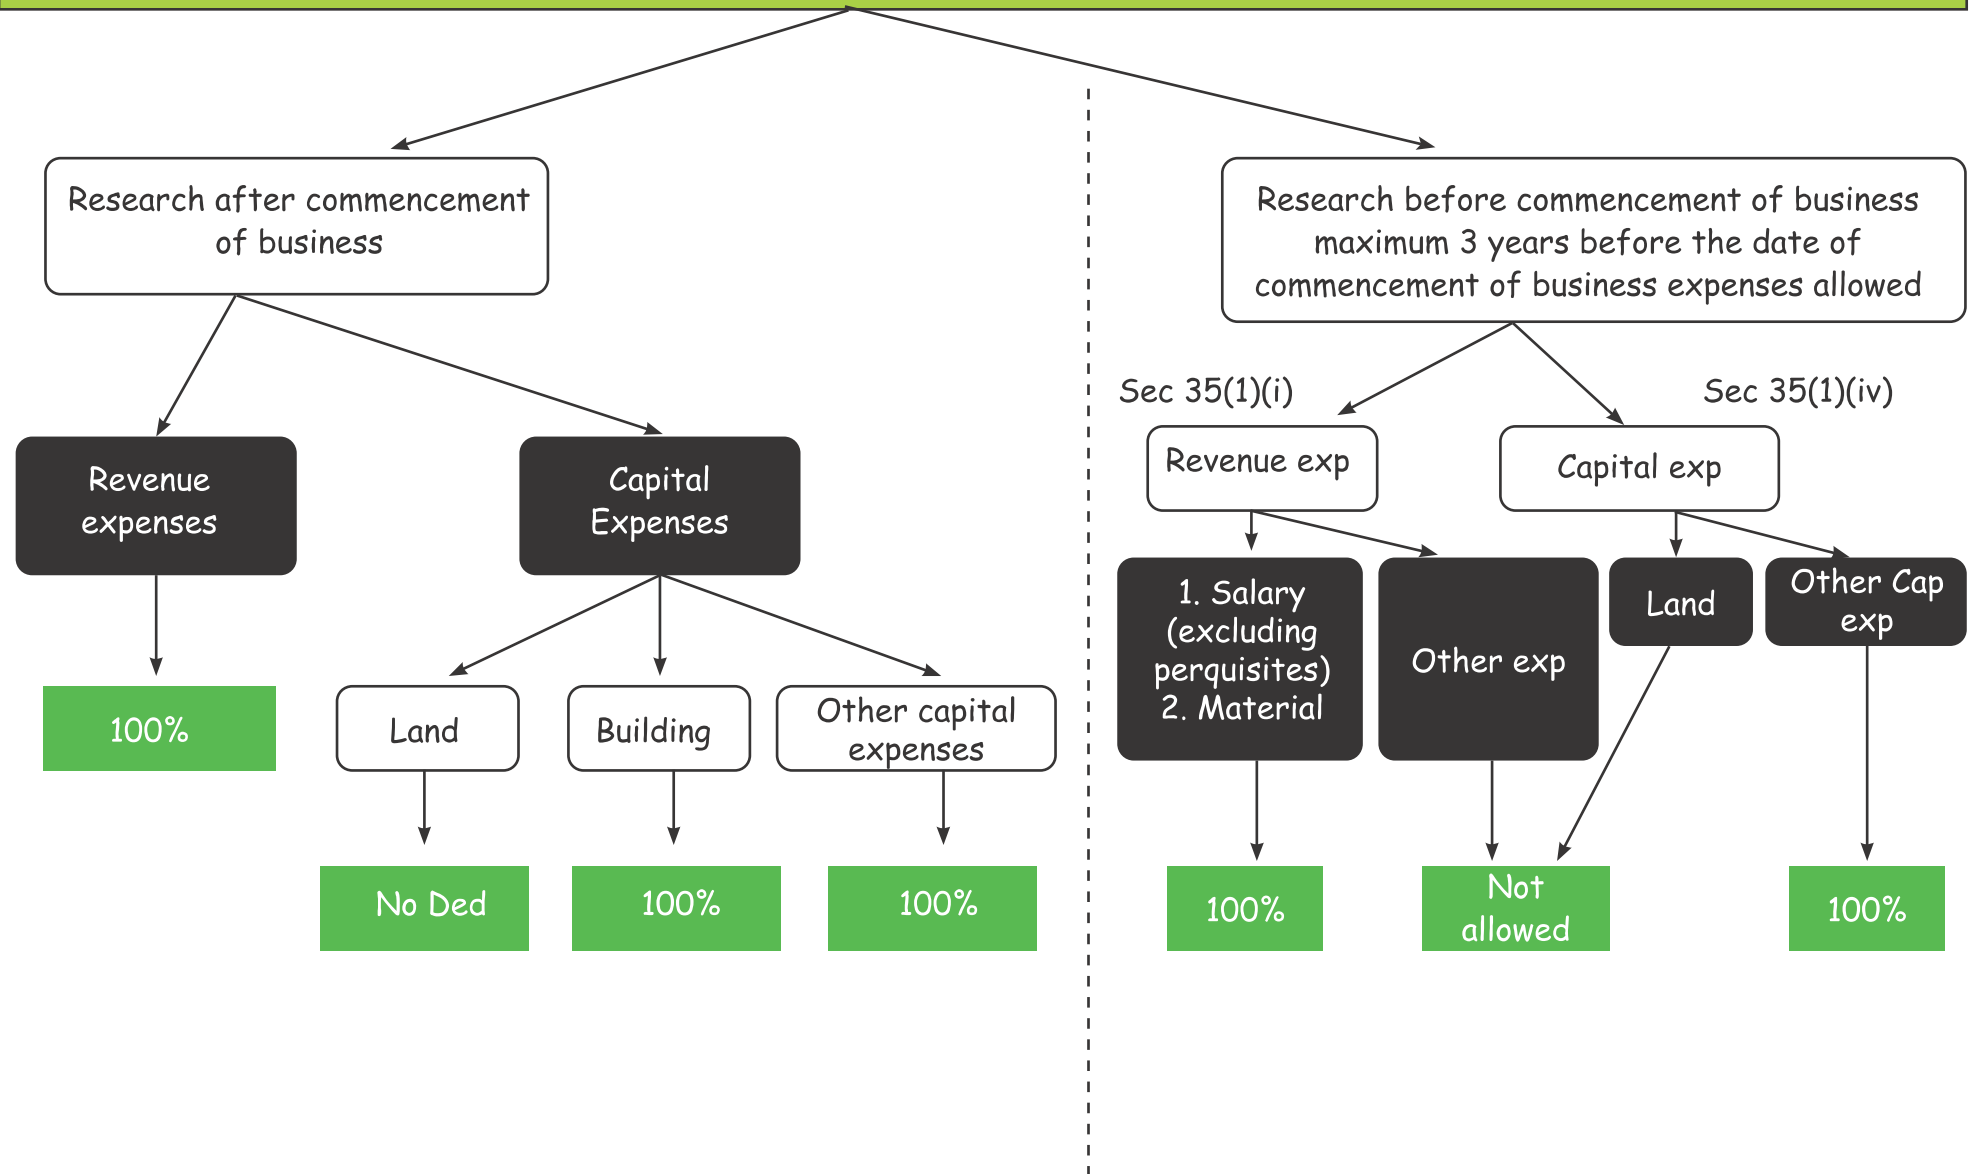 Research after commencement
of business
Research before commencement of business
maximum 3 years before the date of
commencement of business expenses allowed
Sec 35(1)(i)
Sec 35(1)(iv)
Revenue
expenses
Capital
Expenses
Revenue exp
Capital exp
1. Salary
(excluding
perquisites)
2. Material
Other exp
Land
Other Cap
exp
100%
Land
Building
Other capital
expenses
No Ded
100%
100%
100%
Not
allowed
100%